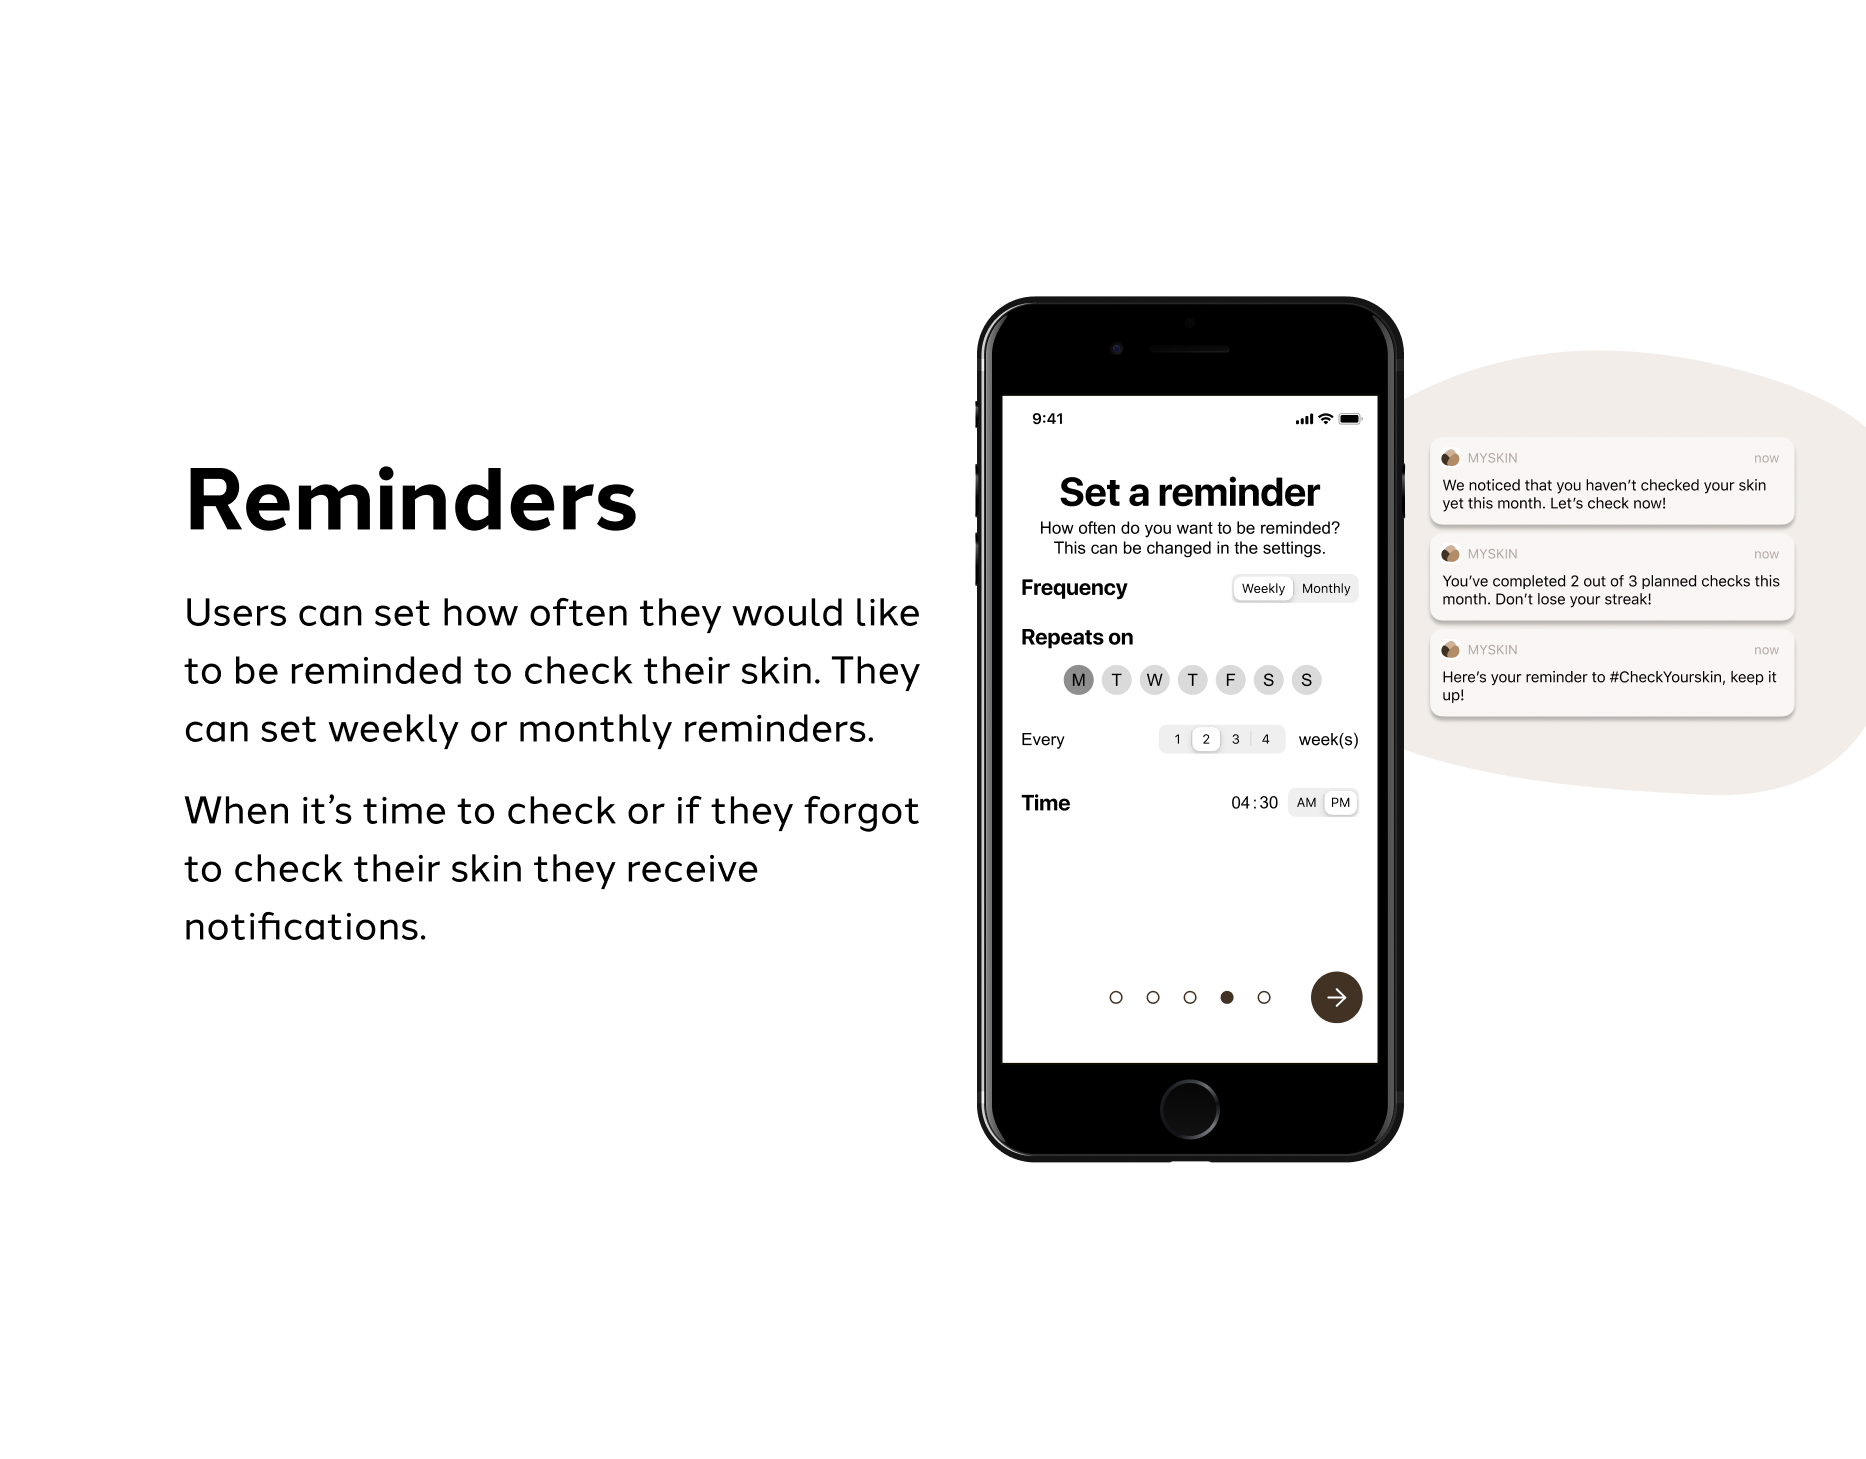 Reminders
Users can set how often they would like
to be reminded to check their skin. They
can set weekly or monthly reminders.
When it’s time to check or if they forgot
to check their skin they receive
notifications.
9:41
Set a reminder
How often do you want to be reminded?
This can be changed in the settings.
Frequency Weekly Monthly
Repeats on
M T W T F S S
Every 1 2 3 4 week(s)
Time 04:30 AM PM
MYSKIN now
We noticed that you haven’t checked your skin
yet this month. Let’s check now!
MYSKIN now
You’ve completed 2 out of 3 planned checks this
month. Don’t lose your streak!
MYSKIN now
Here’s your reminder to #CheckYourskin, keep it
up!